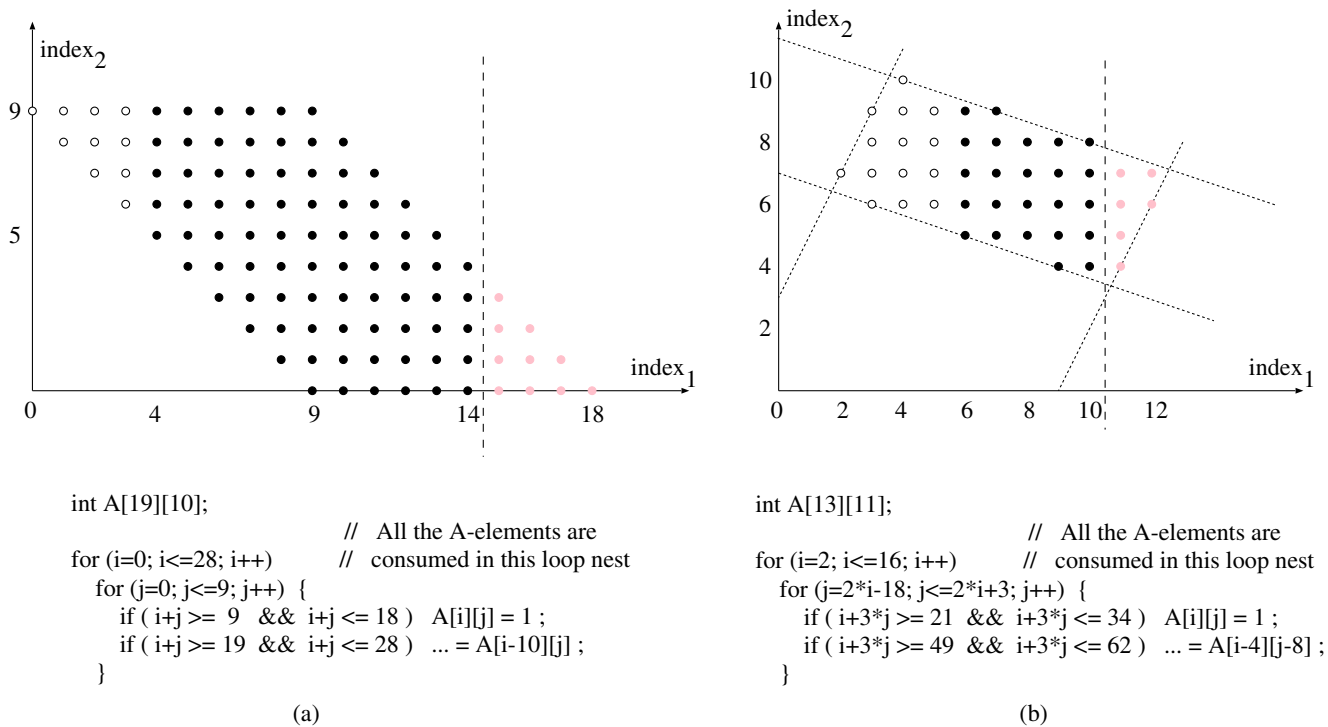 index2
9
5
index1
0 4 9 14 18
int A[19][10];
// All the A-elements are
for (i=0; i<=28; i++) // consumed in this loop nest
for (j=0; j<=9; j++) {
if ( i+j >= 9 && i+j <= 18 ) A[i][j] = 1 ;
if ( i+j >= 19 && i+j <= 28 ) ... = A[i-10][j] ;
}
(a)
index2
10
8
6
4
2
index1
0 2 4 6 8 10 12
int A[13][11];
// All the A-elements are
for (i=2; i<=16; i++) // consumed in this loop nest
for (j=2*i-18; j<=2*i+3; j++) {
if ( i+3*j >= 21 && i+3*j <= 34 ) A[i][j] = 1 ;
if ( i+3*j >= 49 && i+3*j <= 62 ) ... = A[i-4][j-8] ;
}
(b)